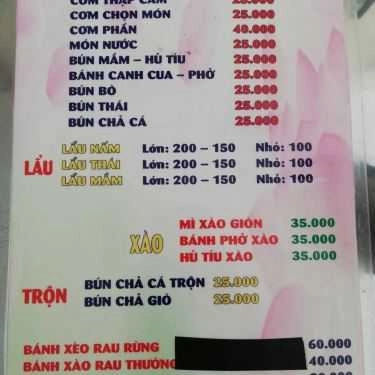 CƠM THẬP CẨM 25.000
CƠM CHỌN MÓN 25.000
CƠM PHẦN 40.000
MÓN NƯỚC 25.000
BÚN MẮM – HỦ TÍU 25.000
BÁNH CANH CUA – PHỞ 25.000
BÚN BÒ 25.000
BÚN THÁI 25.000
BÚN CHẢ CÁ 25.000
LẨU
LẨU NẤM Lớn: 200 – 150 Nhỏ: 100
LẨU THÁI Lớn: 200 – 150 Nhỏ: 100
LẨU MẮM Lớn: 200 – 150 Nhỏ: 100
XÀO
MÌ XÀO GIÒN 35.000
BÁNH PHỞ XÀO 35.000
HỦ TÍU XÀO 35.000
TRỘN
BÚN CHẢ CÁ TRỘN 25.000
BÚN CHẢ GIÒ 25.000
BÁNH XÈO RAU RỪNG 60.000
BÁNH XÀO RAU THƯỜNG 40.000